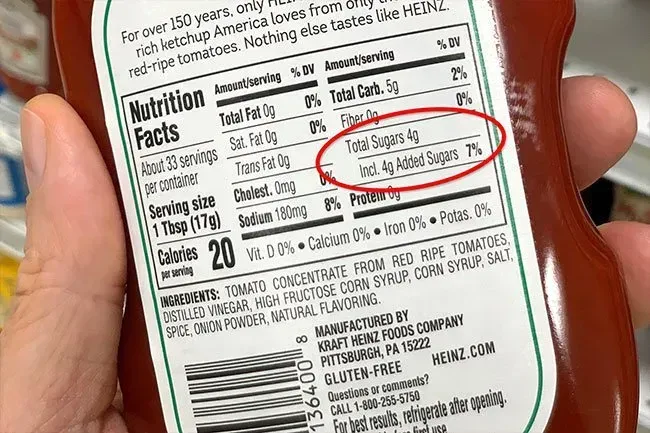 For over 150 years, only HEINZ
rich ketchup America loves from only the
red-ripe tomatoes. Nothing else tastes like HEINZ.
Nutrition
Facts
About 33 servings
per container
Serving size
1 Tbsp (17g)
Calories
per serving
20
Amount/serving % DV
Total Fat 0g 0%
Sat. Fat 0g 0%
Trans Fat 0g
Cholest. 0mg 0%
Sodium 180mg 8%
Amount/serving % DV
Total Carb. 5g 2%
Fiber 0g 0%
Total Sugars 4g
Incl. 4g Added Sugars 7%
Protein 0g
Vit. D 0% • Calcium 0% • Iron 0% • Potas. 0%
INGREDIENTS: TOMATO CONCENTRATE FROM RED RIPE TOMATOES,
DISTILLED VINEGAR, HIGH FRUCTOSE CORN SYRUP, CORN SYRUP, SALT,
SPICE, ONION POWDER, NATURAL FLAVORING.
MANUFACTURED BY
KRAFT HEINZ FOODS COMPANY
PITTSBURGH, PA 15222
GLUTEN-FREE HEINZ.COM
Questions or comments?
CALL 1-800-255-5750
For best results, refrigerate after opening.
136400 8